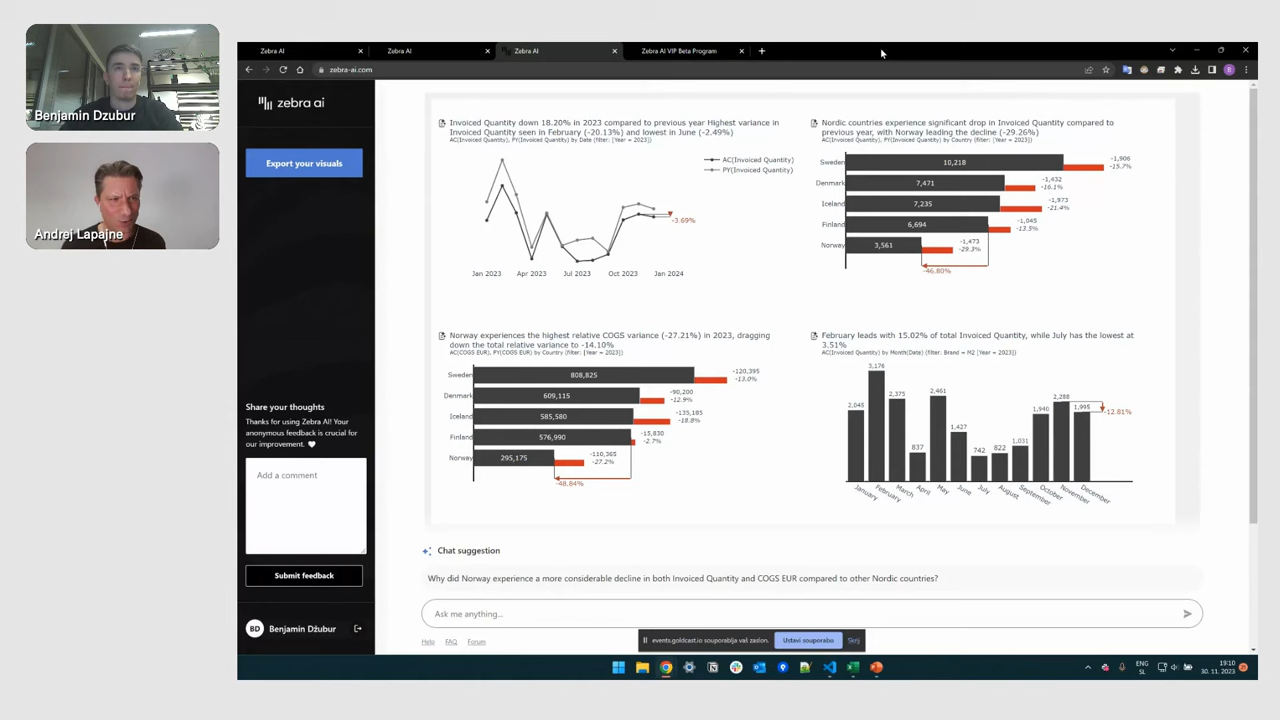 Benjamin Dzubur
Andrej Lapajne
Zebra AI
Zebra AI
Zebra AI
Zebra AI VIP Beta Program
zebra-ai.com
zebra ai
Export your visuals
Share your thoughts
Thanks for using Zebra AI! Your
anonymous feedback is crucial for
our improvement.
Add a comment
Submit feedback
BD
Benjamin Džubur
Invoiced Quantity down 18.20% in 2023 compared to previous year Highest variance in
Invoiced Quantity seen in February (-20.13%) and lowest in June (-2.49%)
AC(Invoiced Quantity), PY(Invoiced Quantity) by Date (filter: [Year = 2023])
AC(Invoiced Quantity)
PY(Invoiced Quantity)
-3.69%
Jan 2023
Apr 2023
Jul 2023
Oct 2023
Jan 2024
Nordic countries experience significant drop in Invoiced Quantity compared to
previous year, with Norway leading the decline (-29.26%)
AC(Invoiced Quantity), PY(Invoiced Quantity) by Country (filter: [Year = 2023])
Sweden 10,218 -1,906
-15.7%
Denmark 7,471 -1,432
-16.1%
Iceland 7,235 -1,973
-21.4%
Finland 6,694 -1,045
-13.5%
Norway 3,561 -1,473
-29.3%
-46.80%
Norway experiences the highest relative COGS variance (-27.21%) in 2023, dragging
down the total relative variance to -14.10%
AC(COGS EUR), PY(COGS EUR) by Country (filter: [Year = 2023])
Sweden 808,825 -120,395
-13.0%
Denmark 609,115 -90,200
-12.9%
Iceland 585,580 -135,185
-18.8%
Finland 576,990 -15,830
-2.7%
Norway 295,175 -110,365
-27.2%
-48.84%
February leads with 15.02% of total Invoiced Quantity, while July has the lowest at
3.51%
AC(Invoiced Quantity) by Month(Date) (filter: Brand = M2 [Year = 2023])
2,045
3,176
2,373
837
2,461
1,427
742
822
1,031
1,940
2,288
1,995
-12.81%
January
February
March
April
May
June
July
August
September
October
November
December
Chat suggestion
Why did Norway experience a more considerable decline in both Invoiced Quantity and COGS EUR compared to other Nordic countries?
Ask me anything...
Help
FAQ
Forum
events.goldcast.io souporablja vaš zaslon.
Ustavi souporabo
Skrij
ENG
SL
19:10
30. 11. 2023